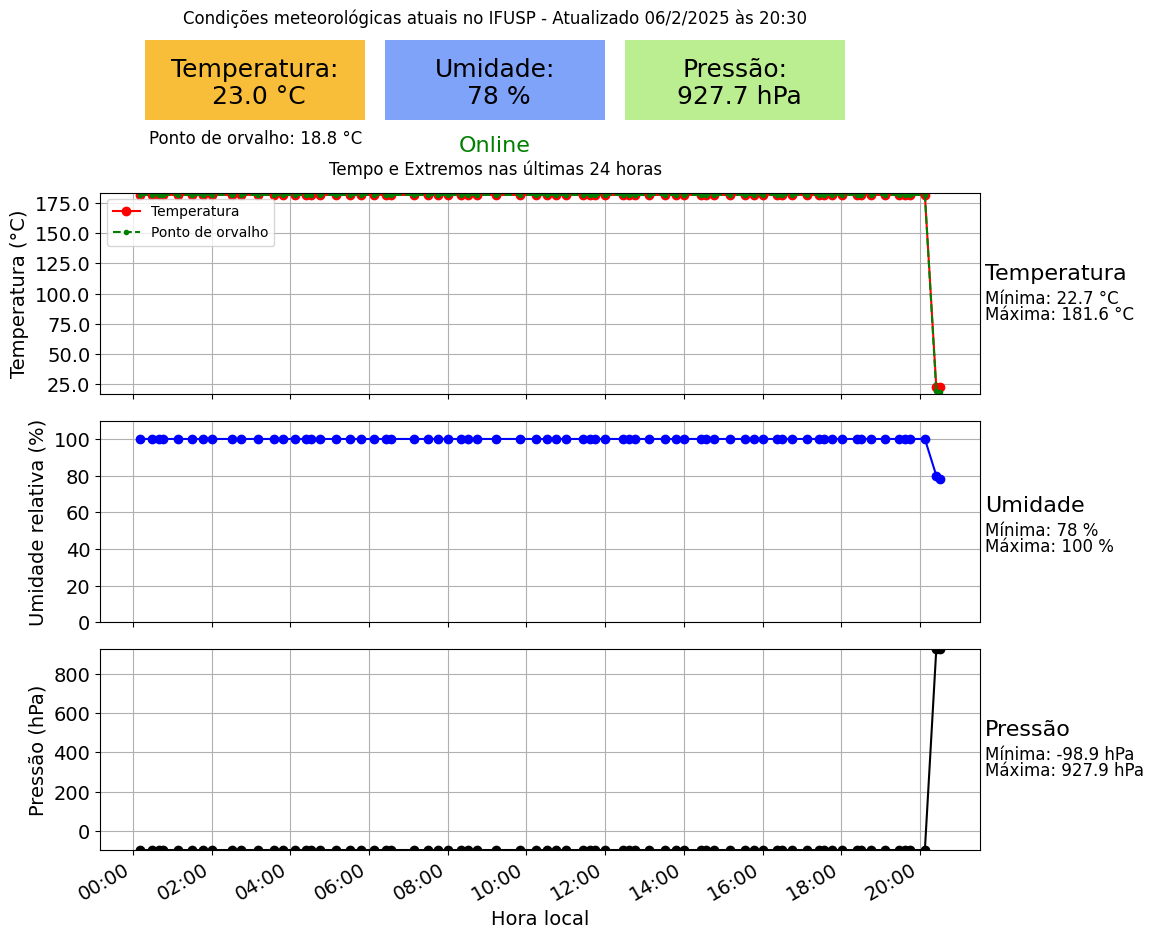 Condições meteorológicas atuais no IFUSP - Atualizado 06/2/2025 às 20:30
Temperatura:
23.0 °C
Umidade:
78 %
Pressão:
927.7 hPa
Ponto de orvalho: 18.8 °C
Online
Tempo e Extremos nas últimas 24 horas
Temperatura (°C)
175.0
150.0
125.0
100.0
75.0
50.0
25.0
Temperatura
Ponto de orvalho
Temperatura
Mínima: 22.7 °C
Máxima: 181.6 °C
Umidade relativa (%)
100
80
60
40
20
0
Umidade
Mínima: 78 %
Máxima: 100 %
Pressão (hPa)
800
600
400
200
0
Pressão
Mínima: -98.9 hPa
Máxima: 927.9 hPa
00:00 02:00 04:00 06:00 08:00 10:00 12:00 14:00 16:00 18:00 20:00
Hora local